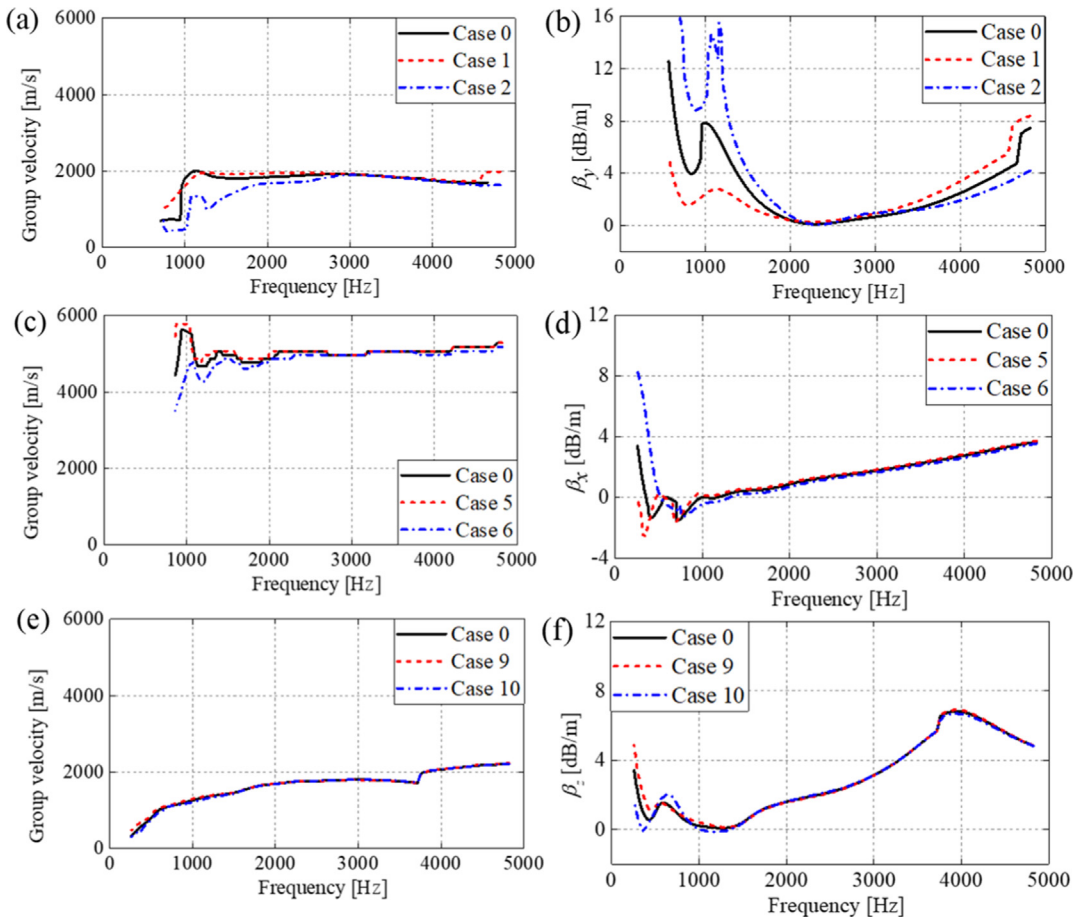 (a)
6000
4000
2000
0
Group velocity [m/s]
Case 0
Case 1
Case 2
1000 2000 3000 4000 5000
Frequency [Hz]
(b)
16
12
8
4
0
βy [dB/m]
Case 0
Case 1
Case 2
0 1000 2000 3000 4000 5000
Frequency [Hz]
(c)
6000
4000
2000
0
Group velocity [m/s]
Case 0
Case 5
Case 6
1000 2000 3000 4000 5000
Frequency [Hz]
(d)
12
8
4
0
-4
βx [dB/m]
Case 0
Case 5
Case 6
0 1000 2000 3000 4000 5000
Frequency [Hz]
(e)
6000
4000
2000
0
Group velocity [m/s]
Case 0
Case 9
Case 10
0 1000 2000 3000 4000 5000
Frequency [Hz]
(f)
12
8
4
0
βz [dB/m]
Case 0
Case 9
Case 10
0 1000 2000 3000 4000 5000
Frequency [Hz]